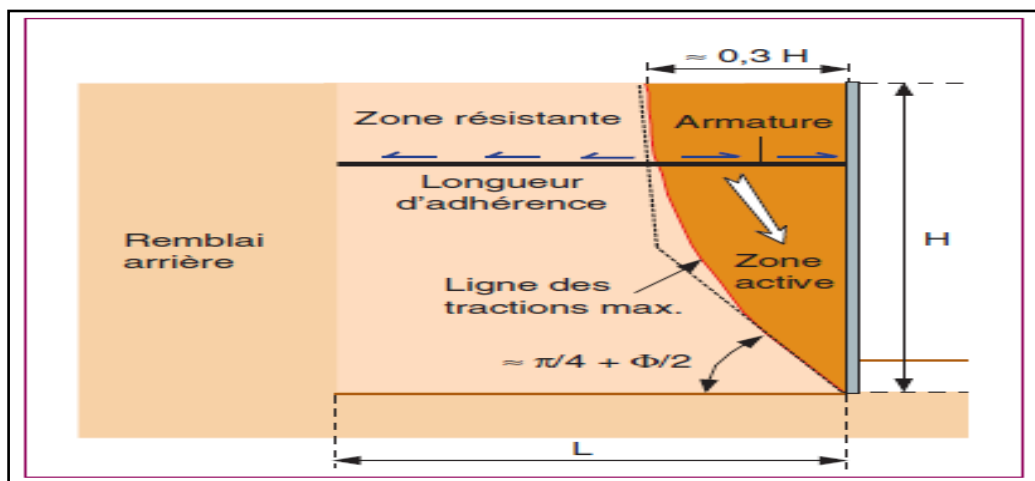 ≈ 0,3 H
Zone résistante
Armature
Longueur
d'adhérence
H
Remblai
arrière
Zone
active
Ligne des
tractions max.
≈ π/4 + Φ/2
L